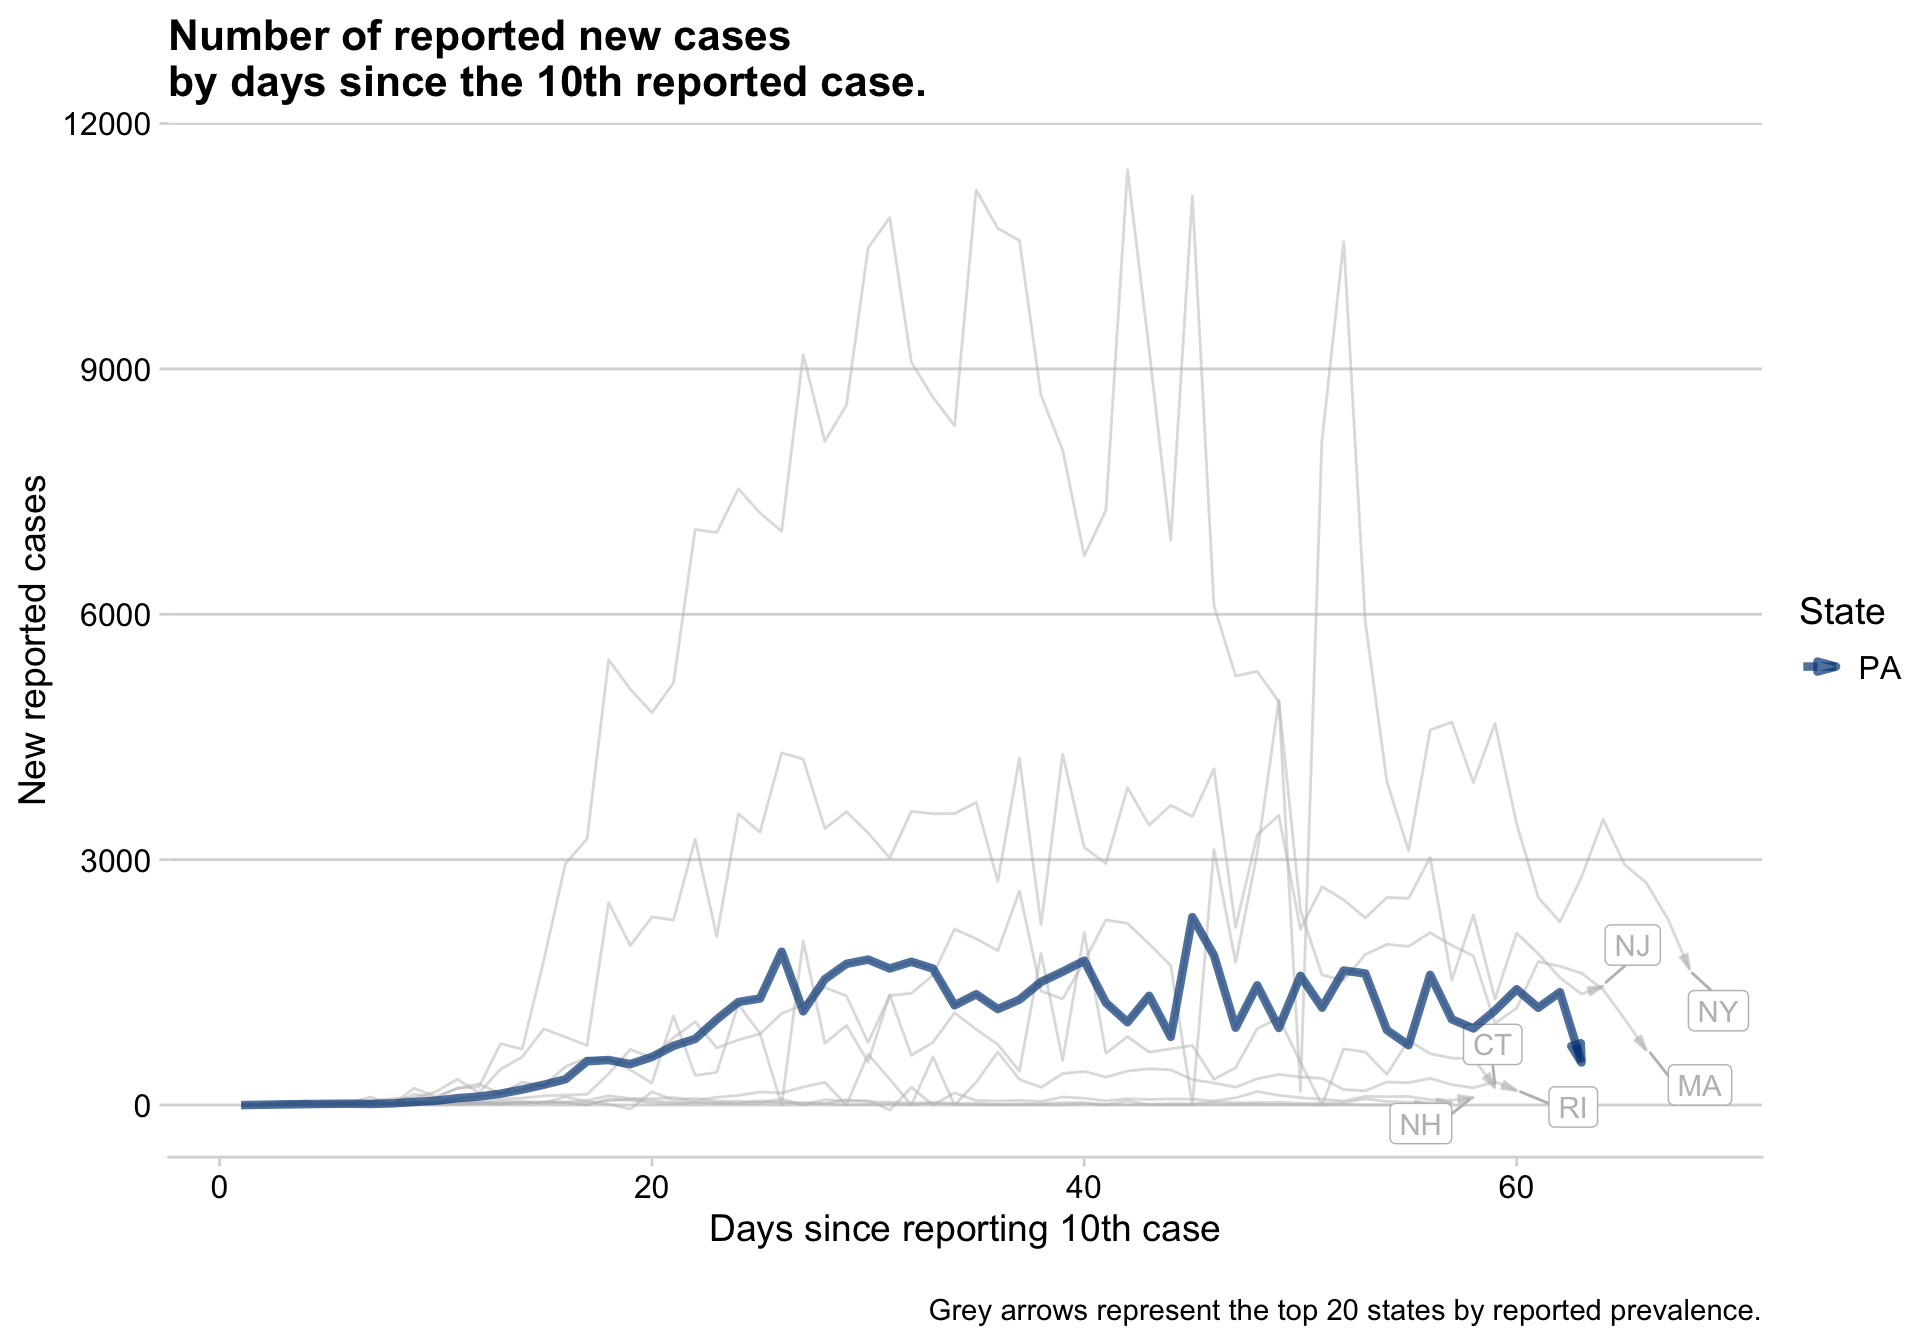 Number of reported new cases
by days since the 10th reported case.
12000
9000
6000
3000
0
New reported cases
NJ
NY
CT
MA
RI
NH
State
PA
0 20 40 60
Days since reporting 10th case
Grey arrows represent the top 20 states by reported prevalence.